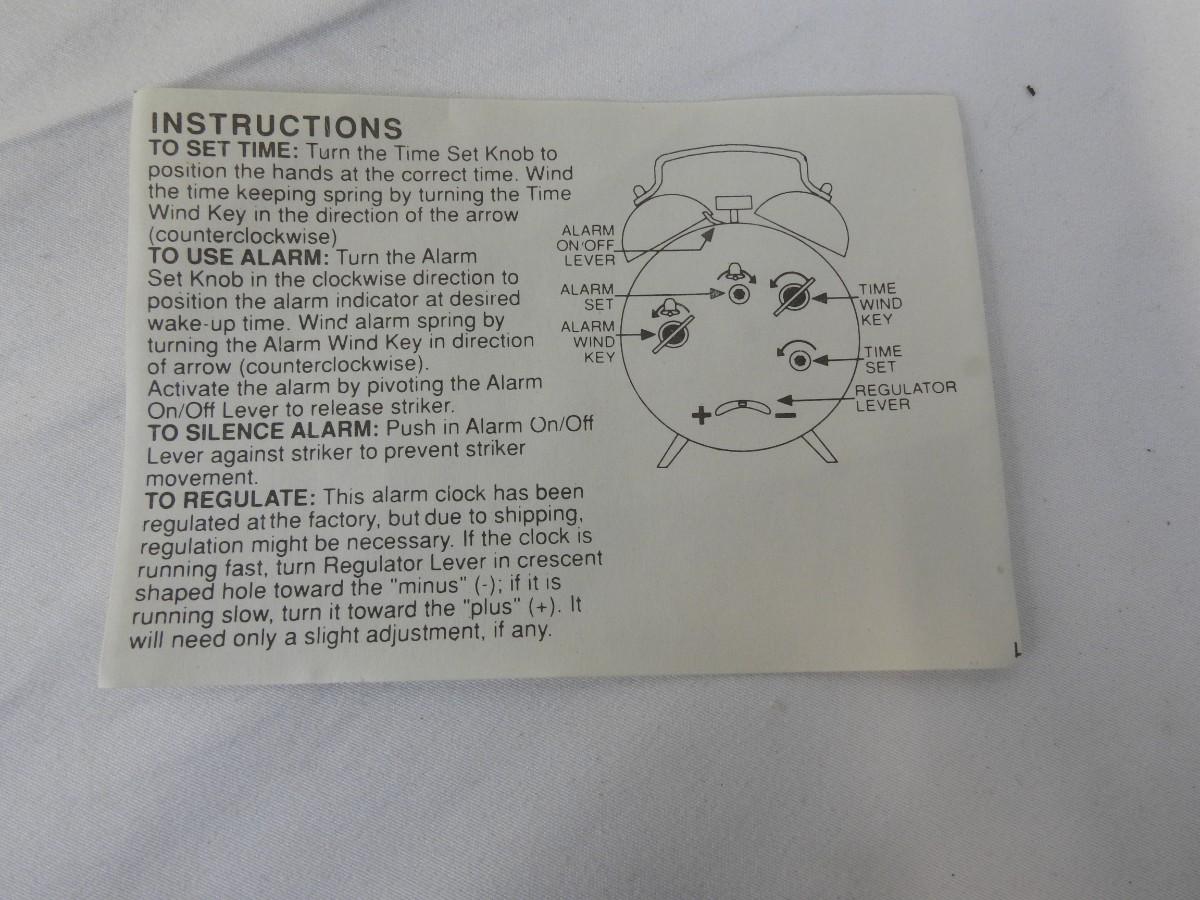 INSTRUCTIONS
TO SET TIME: Turn the Time Set Knob to
position the hands at the correct time. Wind
the time keeping spring by turning the Time
Wind Key in the direction of the arrow
(counterclockwise)
TO USE ALARM: Turn the Alarm
Set Knob in the clockwise direction to
position the alarm indicator at desired
wake-up time. Wind alarm spring by
turning the Alarm Wind Key in direction
of arrow (counterclockwise).
Activate the alarm by pivoting the Alarm
On/Off Lever to release striker.
TO SILENCE ALARM: Push in Alarm On/Off
Lever against striker to prevent striker
movement.
TO REGULATE: This alarm clock has been
regulated at the factory, but due to shipping,
regulation might be necessary. If the clock is
running fast, turn Regulator Lever in crescent
shaped hole toward the "minus" (-); if it is
running slow, turn it toward the "plus" (+). It
will need only a slight adjustment, if any.
ALARM
ON/OFF
LEVER
ALARM
SET
ALARM
WIND
KEY
TIME
WIND
KEY
TIME
SET
REGULATOR
LEVER
+ −